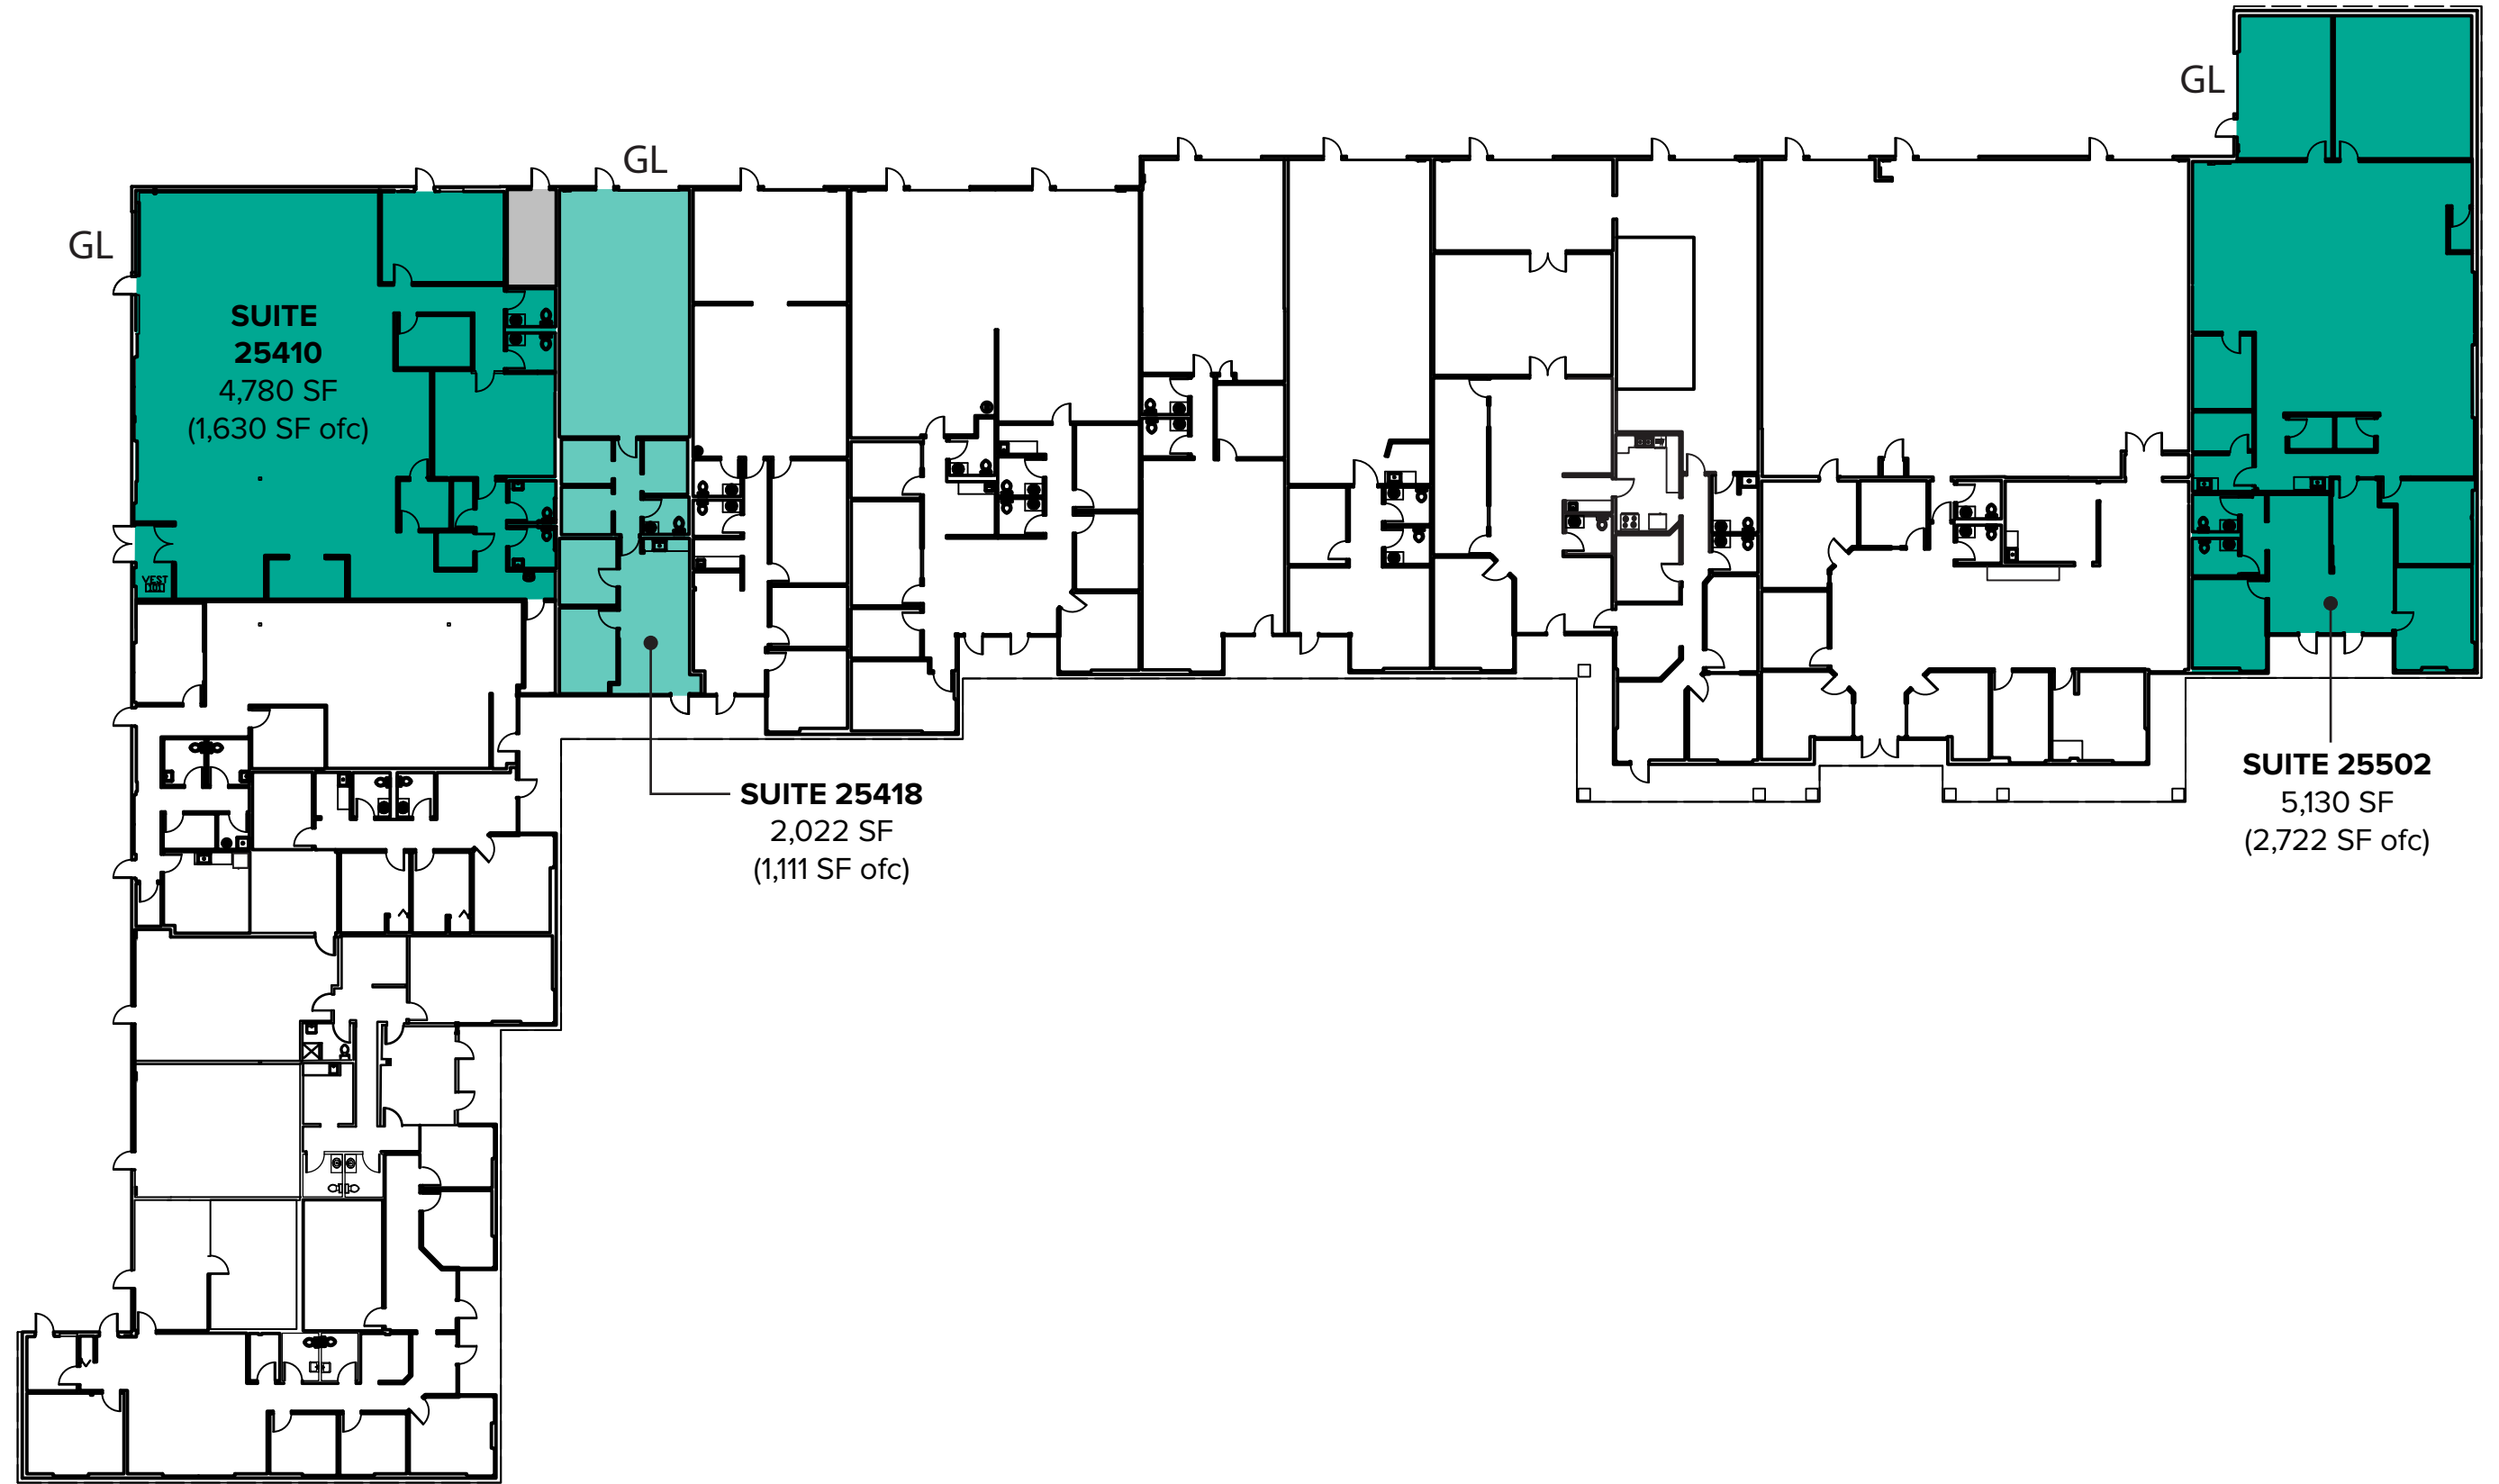 GL
GL
GL
SUITE
25410
4,780 SF
(1,630 SF ofc)
VEST
SUITE 25418
2,022 SF
(1,111 SF ofc)
SUITE 25502
5,130 SF
(2,722 SF ofc)